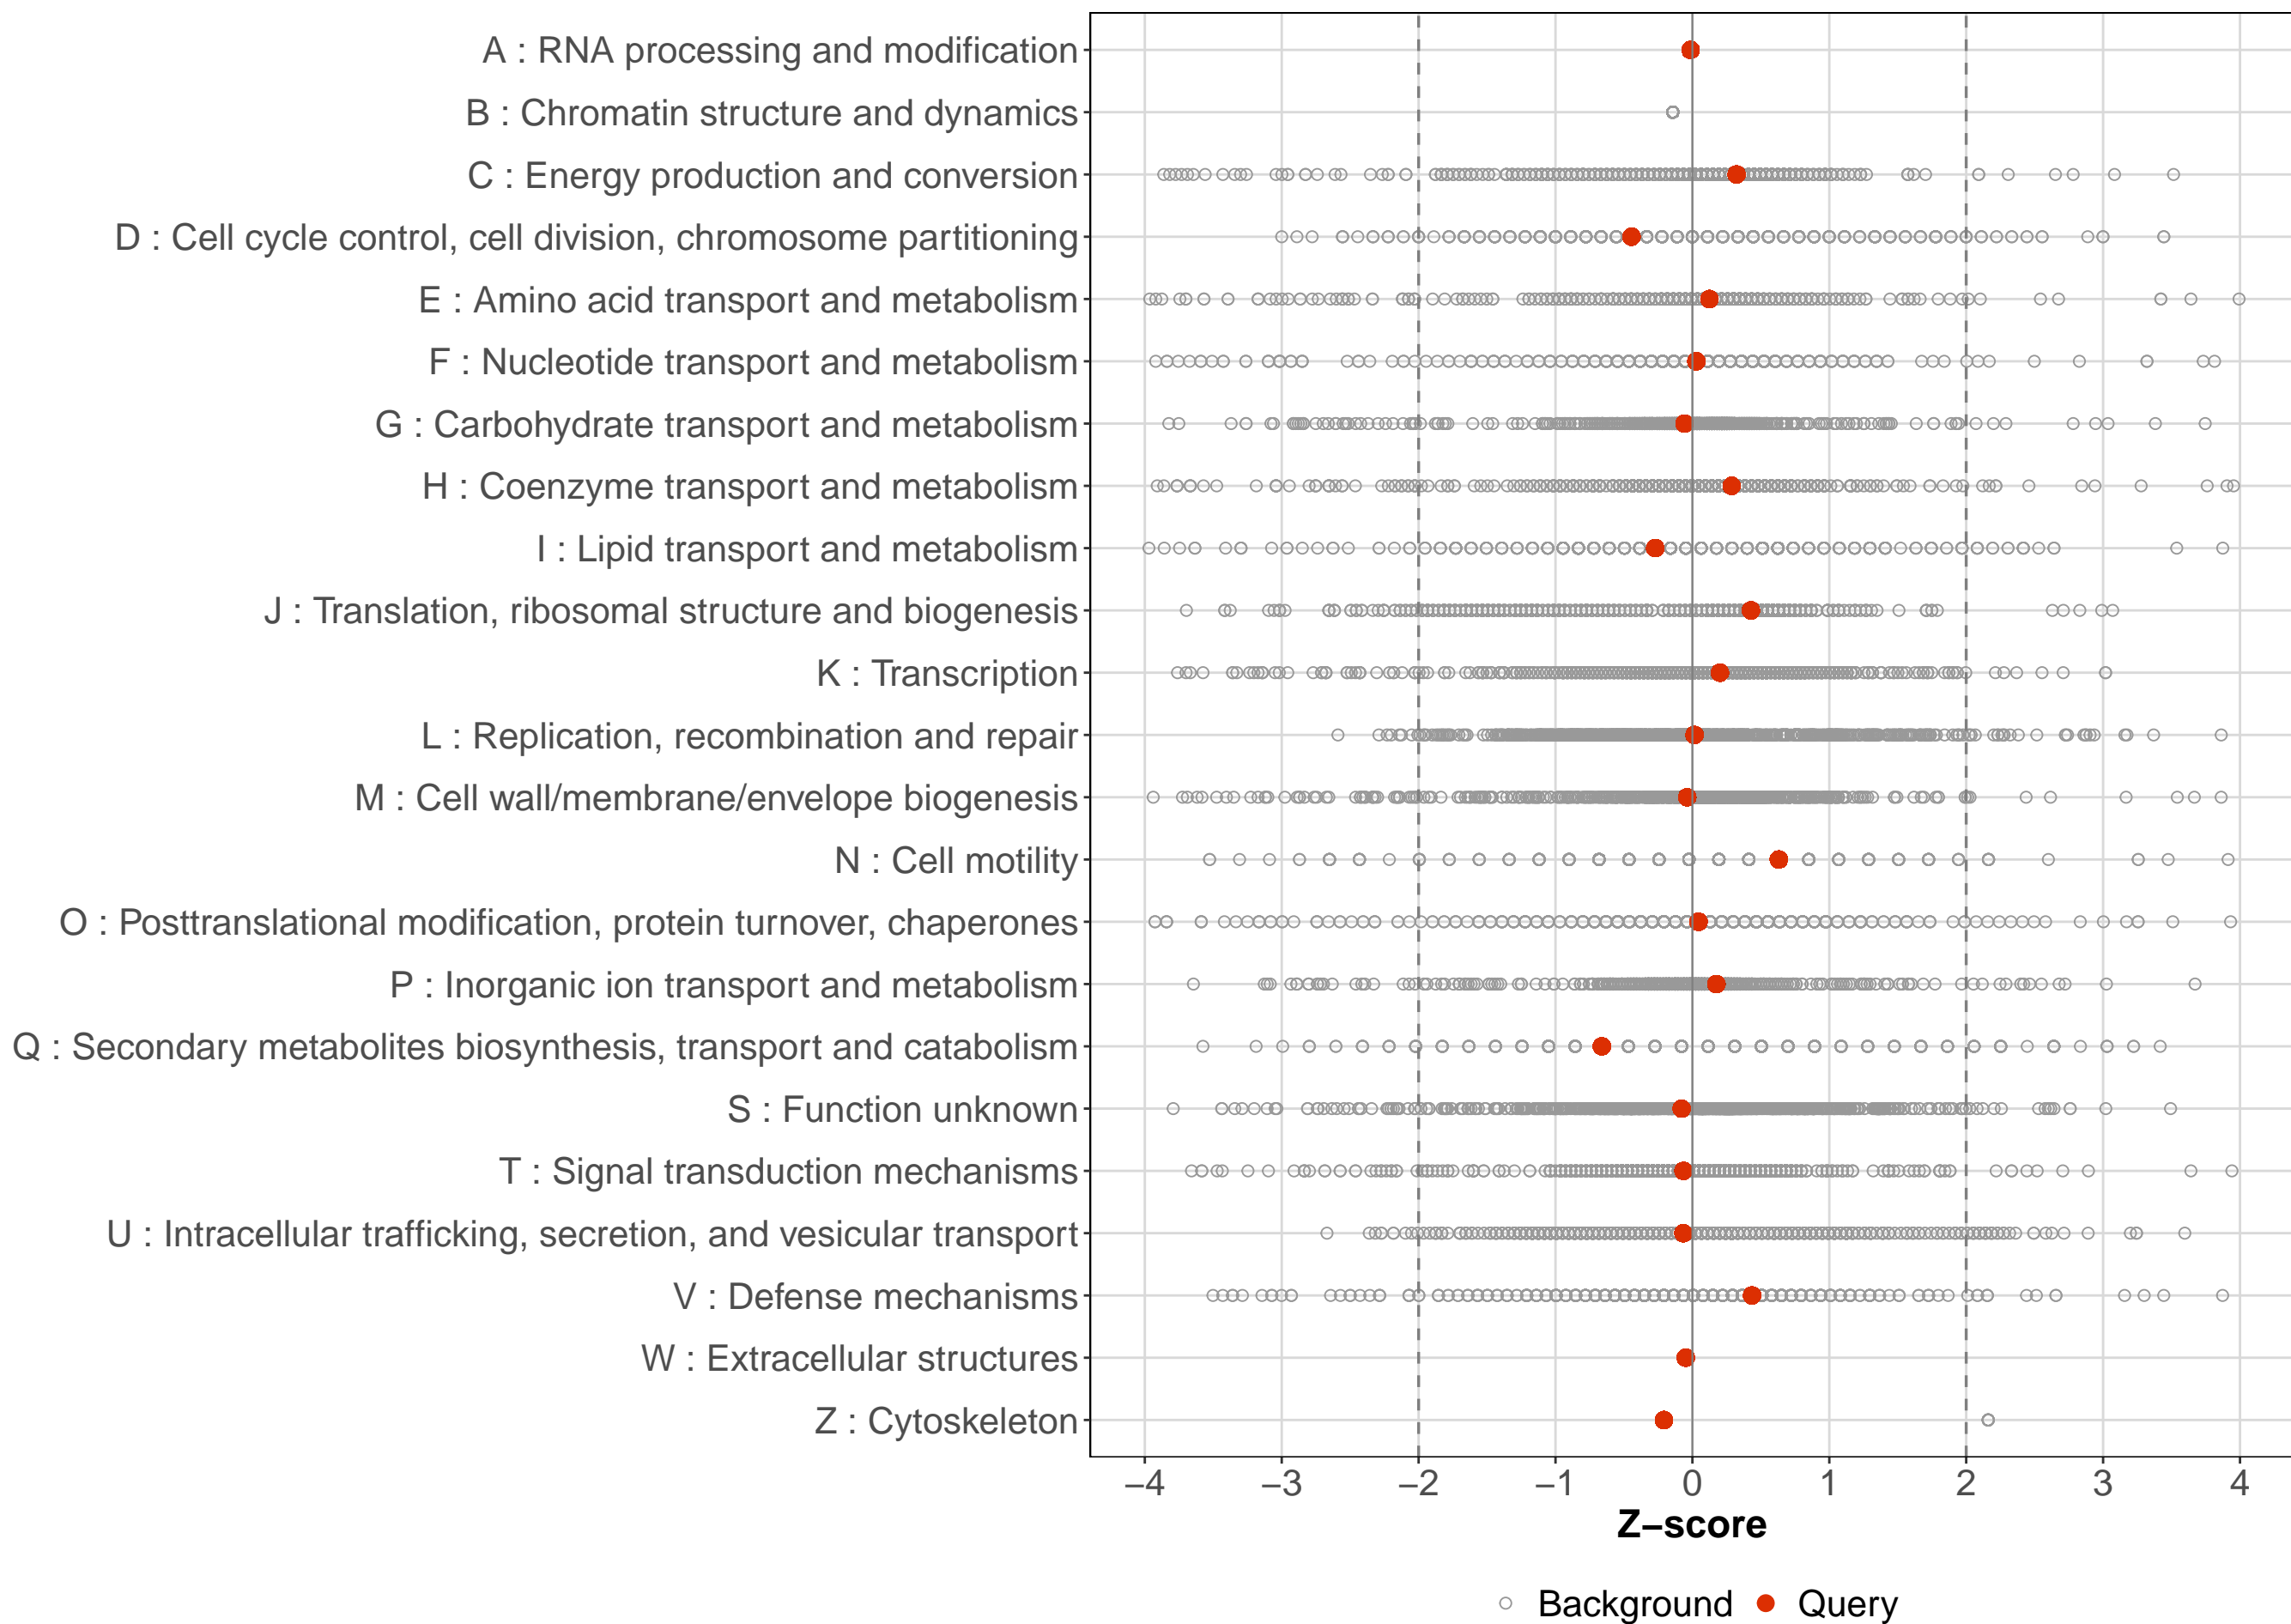 A : RNA processing and modification
B : Chromatin structure and dynamics
C : Energy production and conversion
D : Cell cycle control, cell division, chromosome partitioning
E : Amino acid transport and metabolism
F : Nucleotide transport and metabolism
G : Carbohydrate transport and metabolism
H : Coenzyme transport and metabolism
I : Lipid transport and metabolism
J : Translation, ribosomal structure and biogenesis
K : Transcription
L : Replication, recombination and repair
M : Cell wall/membrane/envelope biogenesis
N : Cell motility
O : Posttranslational modification, protein turnover, chaperones
P : Inorganic ion transport and metabolism
Q : Secondary metabolites biosynthesis, transport and catabolism
S : Function unknown
T : Signal transduction mechanisms
U : Intracellular trafficking, secretion, and vesicular transport
V : Defense mechanisms
W : Extracellular structures
Z : Cytoskeleton
−4 −3 −2 −1 0 1 2 3 4
Z−score
Background Query